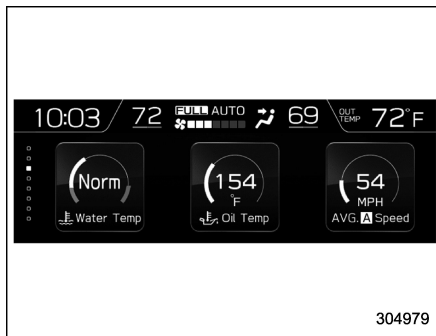 10:03 72 FULL AUTO 69 OUT TEMP 72°F
Norm
Water Temp
154
°F
Oil Temp
54
MPH
AVG. A Speed
304979